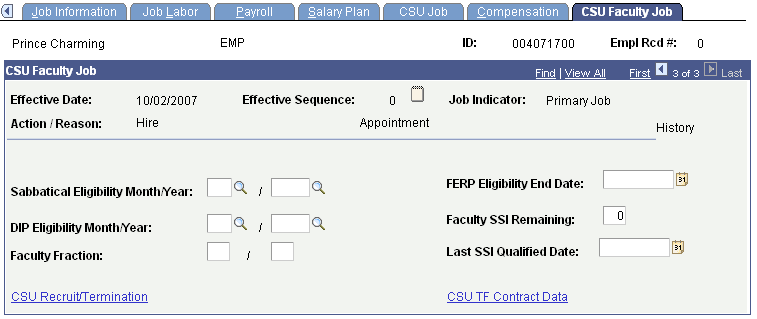 Job Information Job Labor Payroll Salary Plan CSU Job Compensation CSU Faculty Job
Prince Charming EMP ID: 004071700 Empl Rcd #: 0
CSU Faculty Job Find | View All First 3 of 3 Last
Effective Date: 10/02/2007 Effective Sequence: 0 Job Indicator: Primary Job
Action / Reason: Hire Appointment
History
Sabbatical Eligibility Month/Year: / FERP Eligibility End Date: 31
DIP Eligibility Month/Year: / Faculty SSI Remaining: 0
Faculty Fraction: / Last SSI Qualified Date: 31
CSU Recruit/Termination CSU TF Contract Data